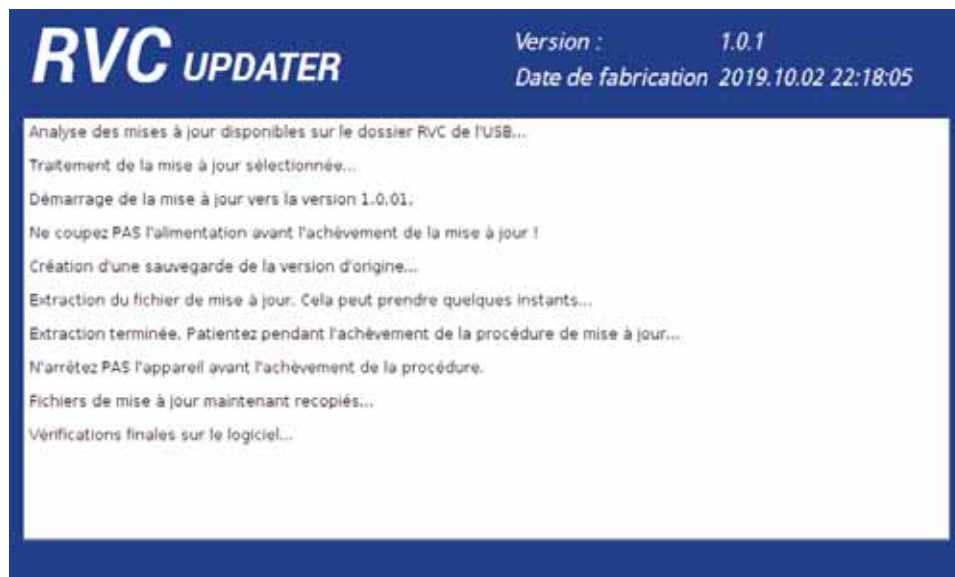 RVC UPDATER
Version : 1.0.1
Date de fabrication 2019.10.02 22:18:05
Analyse des mises à jour disponibles sur le dossier RVC de l'USB...
Traitement de la mise à jour sélectionnée...
Démarrage de la mise à jour vers la version 1.0.01.
Ne coupez PAS l'alimentation avant l'achèvement de la mise à jour !
Création d'une sauvegarde de la version d'origine...
Extraction du fichier de mise à jour. Cela peut prendre quelques instants...
Extraction terminée. Patientez pendant l'achèvement de la procédure de mise à jour...
N'arrêtez PAS l'appareil avant l'achèvement de la procédure.
Fichiers de mise à jour maintenant recopiés...
Vérifications finales sur le logiciel...